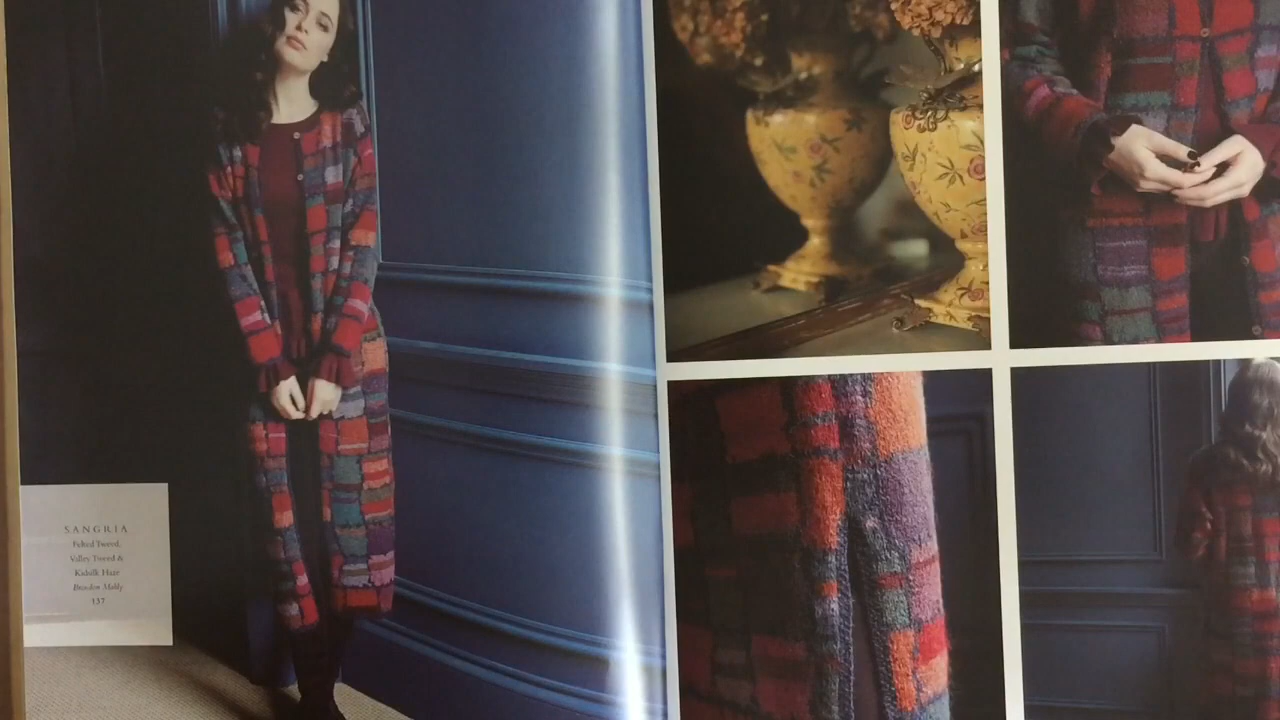 SANGRIA
Felted Tweed,
Valley Tweed &
Kidsilk Haze
Brandon Mably
137